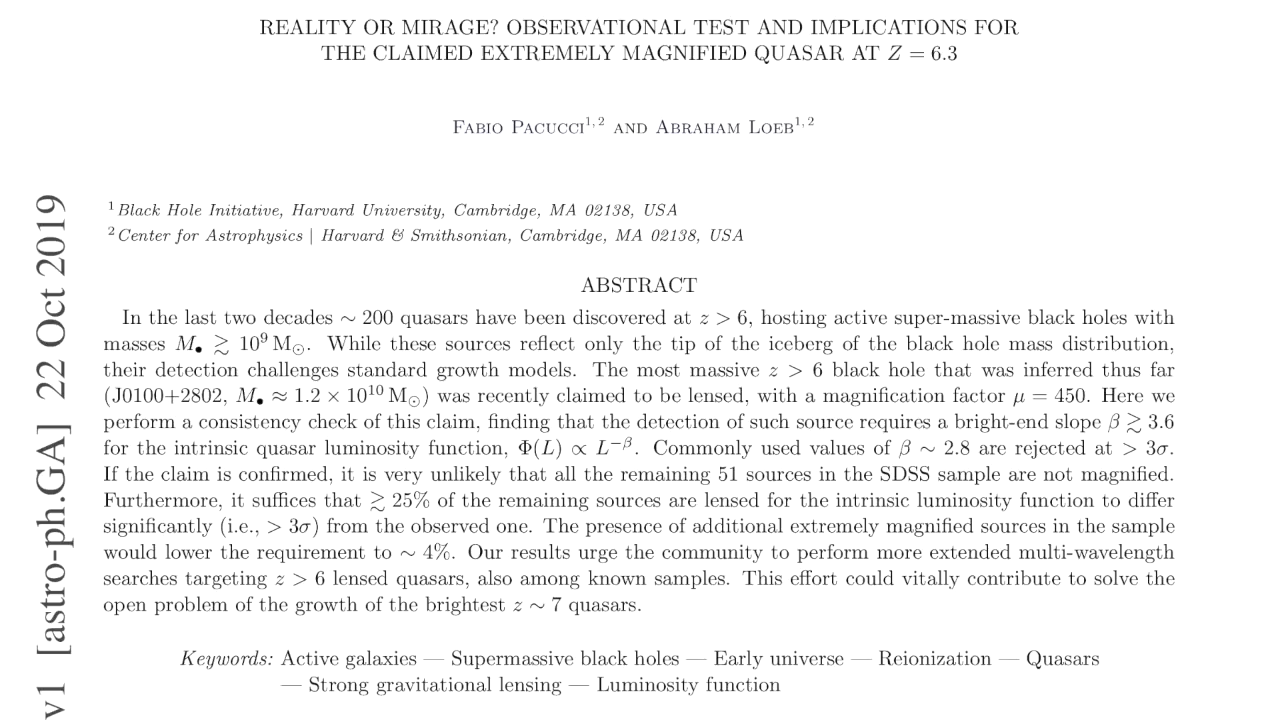 REALITY OR MIRAGE? OBSERVATIONAL TEST AND IMPLICATIONS FOR
THE CLAIMED EXTREMELY MAGNIFIED QUASAR AT Z = 6.3
FABIO PACUCCI¹,² AND ABRAHAM LOEB¹,²
¹ Black Hole Initiative, Harvard University, Cambridge, MA 02138, USA
² Center for Astrophysics | Harvard & Smithsonian, Cambridge, MA 02138, USA
ABSTRACT
In the last two decades ∼ 200 quasars have been discovered at z > 6, hosting active super-massive black holes with
masses M• ≳ 10⁹ M⊙. While these sources reflect only the tip of the iceberg of the black hole mass distribution,
their detection challenges standard growth models. The most massive z > 6 black hole that was inferred thus far
(J0100+2802, M• ≈ 1.2 × 10¹⁰ M⊙) was recently claimed to be lensed, with a magnification factor μ = 450. Here we
perform a consistency check of this claim, finding that the detection of such source requires a bright-end slope β ≳ 3.6
for the intrinsic quasar luminosity function, Φ(L) ∝ L⁻ᵝ. Commonly used values of β ∼ 2.8 are rejected at > 3σ.
If the claim is confirmed, it is very unlikely that all the remaining 51 sources in the SDSS sample are not magnified.
Furthermore, it suffices that ≳ 25% of the remaining sources are lensed for the intrinsic luminosity function to differ
significantly (i.e., > 3σ) from the observed one. The presence of additional extremely magnified sources in the sample
would lower the requirement to ∼ 4%. Our results urge the community to perform more extended multi-wavelength
searches targeting z > 6 lensed quasars, also among known samples. This effort could vitally contribute to solve the
open problem of the growth of the brightest z ∼ 7 quasars.
Keywords: Active galaxies — Supermassive black holes — Early universe — Reionization — Quasars
— Strong gravitational lensing — Luminosity function
v1 [astro-ph.GA] 22 Oct 2019